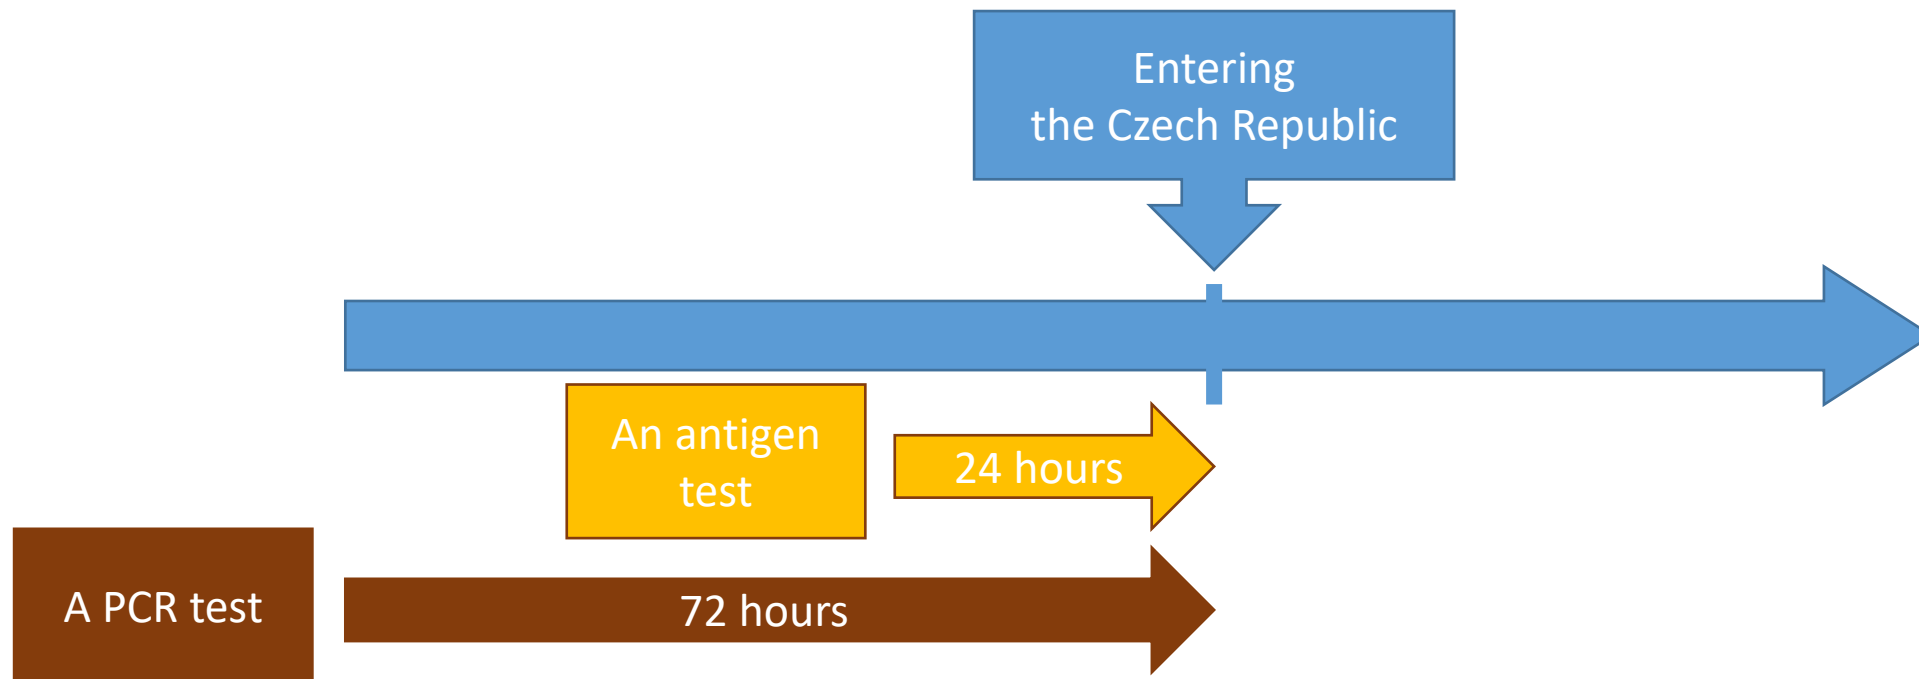 Entering
the Czech Republic
An antigen
test
24 hours
A PCR test
72 hours